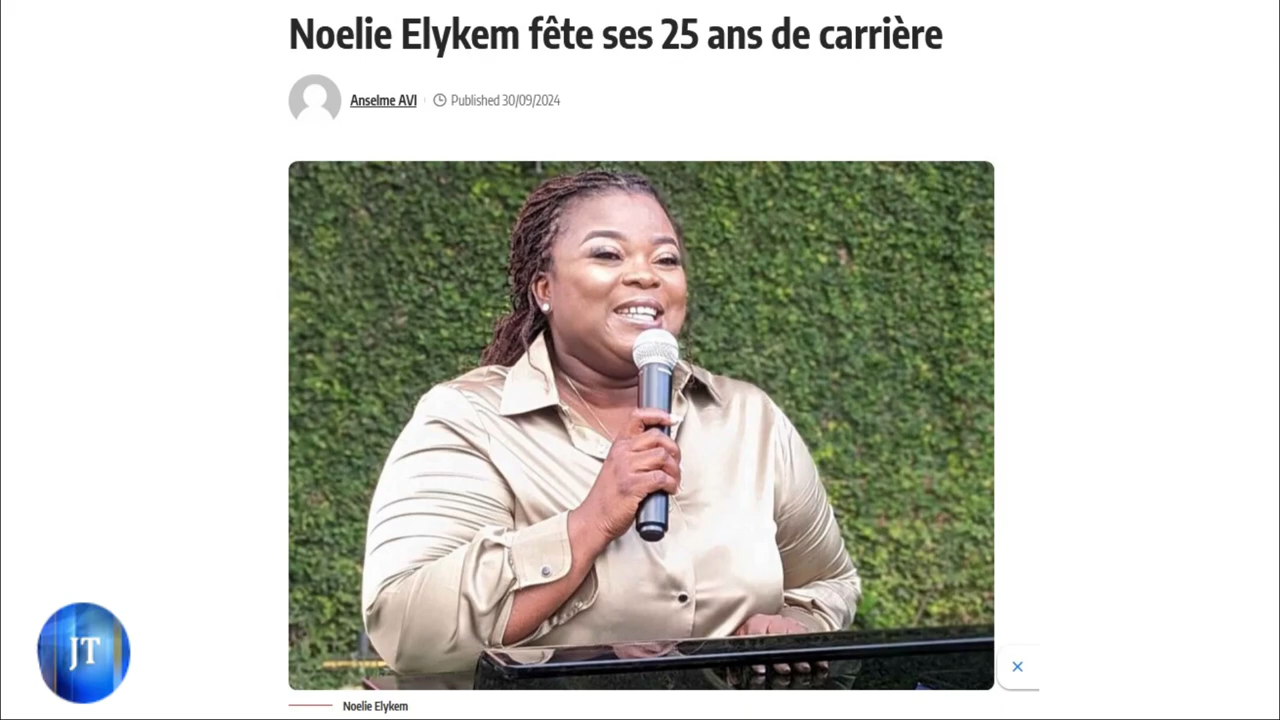 Noelie Elykem fête ses 25 ans de carrière
Anselme AVI
Published 30/09/2024
JT
Noelie Elykem